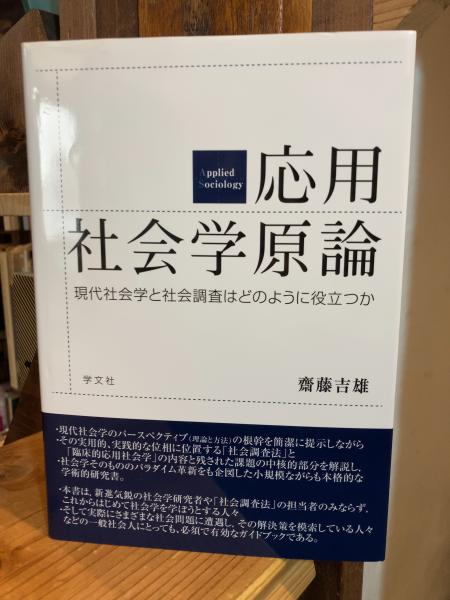 Applied
Sociology
応用
社会学原論
現代社会学と社会調査はどのように役立つか
学文社
齋藤吉雄
・現代社会学のパースペクティブ(理論と方法)の根幹を簡潔に提示しながら
・その実用的、実践的な位相に位置する「社会調査法」と
「臨床的応用社会学」の内容と残された課題の中核的部分を解説し、
・社会学そのもののパラダイム革新をも企図した小規模ながらも本格的な
学術的研究書。
・本書は、新進気鋭の社会学研究者や「社会調査法」の担当者のみならず、
これからはじめて社会学を学ぼうとする人々
・そして実際にさまざまな社会問題に遭遇し、その解決策を模索している人々
などの一般社会人にとっても、必須で有効なガイドブックである。